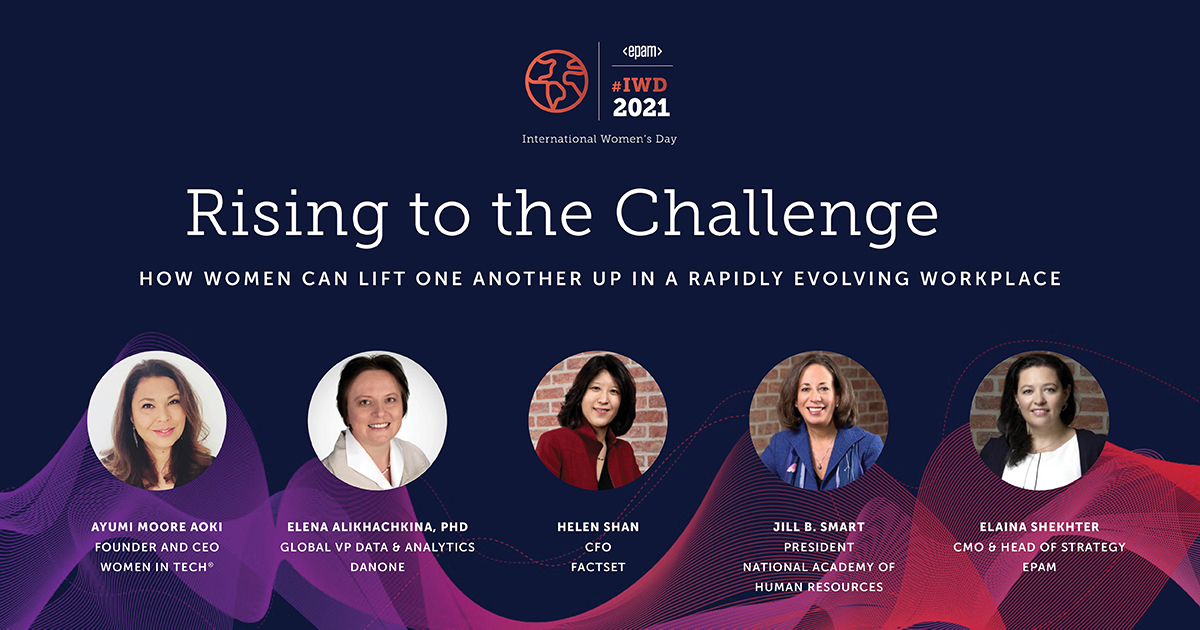 <epam>
#IWD
2021
International Women's Day
Rising to the Challenge
HOW WOMEN CAN LIFT ONE ANOTHER UP IN A RAPIDLY EVOLVING WORKPLACE
AYUMI MOORE AOKI
FOUNDER AND CEO
WOMEN IN TECH®
ELENA ALIKHACHKINA, PHD
GLOBAL VP DATA & ANALYTICS
DANONE
HELEN SHAN
CFO
FACTSET
JILL B. SMART
PRESIDENT
NATIONAL ACADEMY OF
HUMAN RESOURCES
ELAINA SHEKHTER
CMO & HEAD OF STRATEGY
EPAM